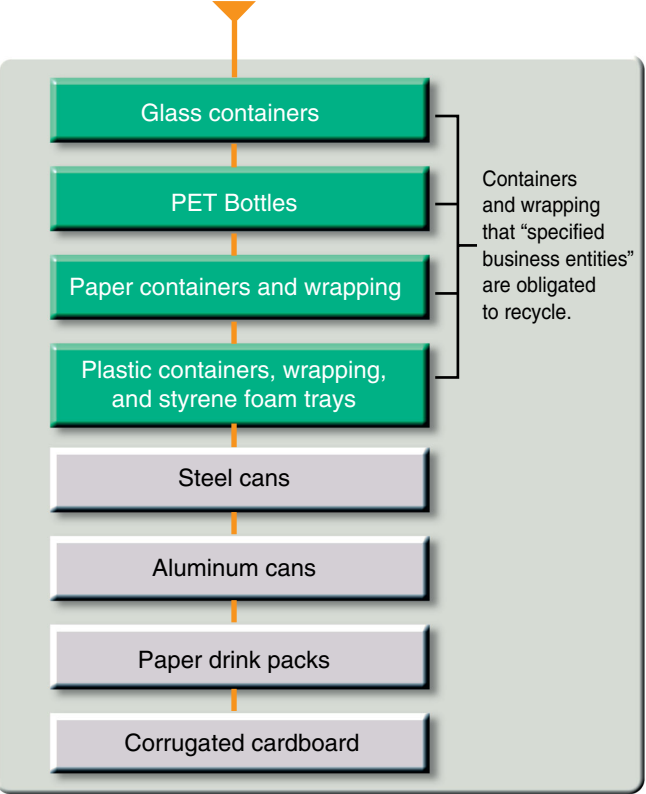 Glass containers
PET Bottles
Paper containers and wrapping
Plastic containers, wrapping,
and styrene foam trays
Containers
and wrapping
that “specified
business entities”
are obligated
to recycle.
Steel cans
Aluminum cans
Paper drink packs
Corrugated cardboard